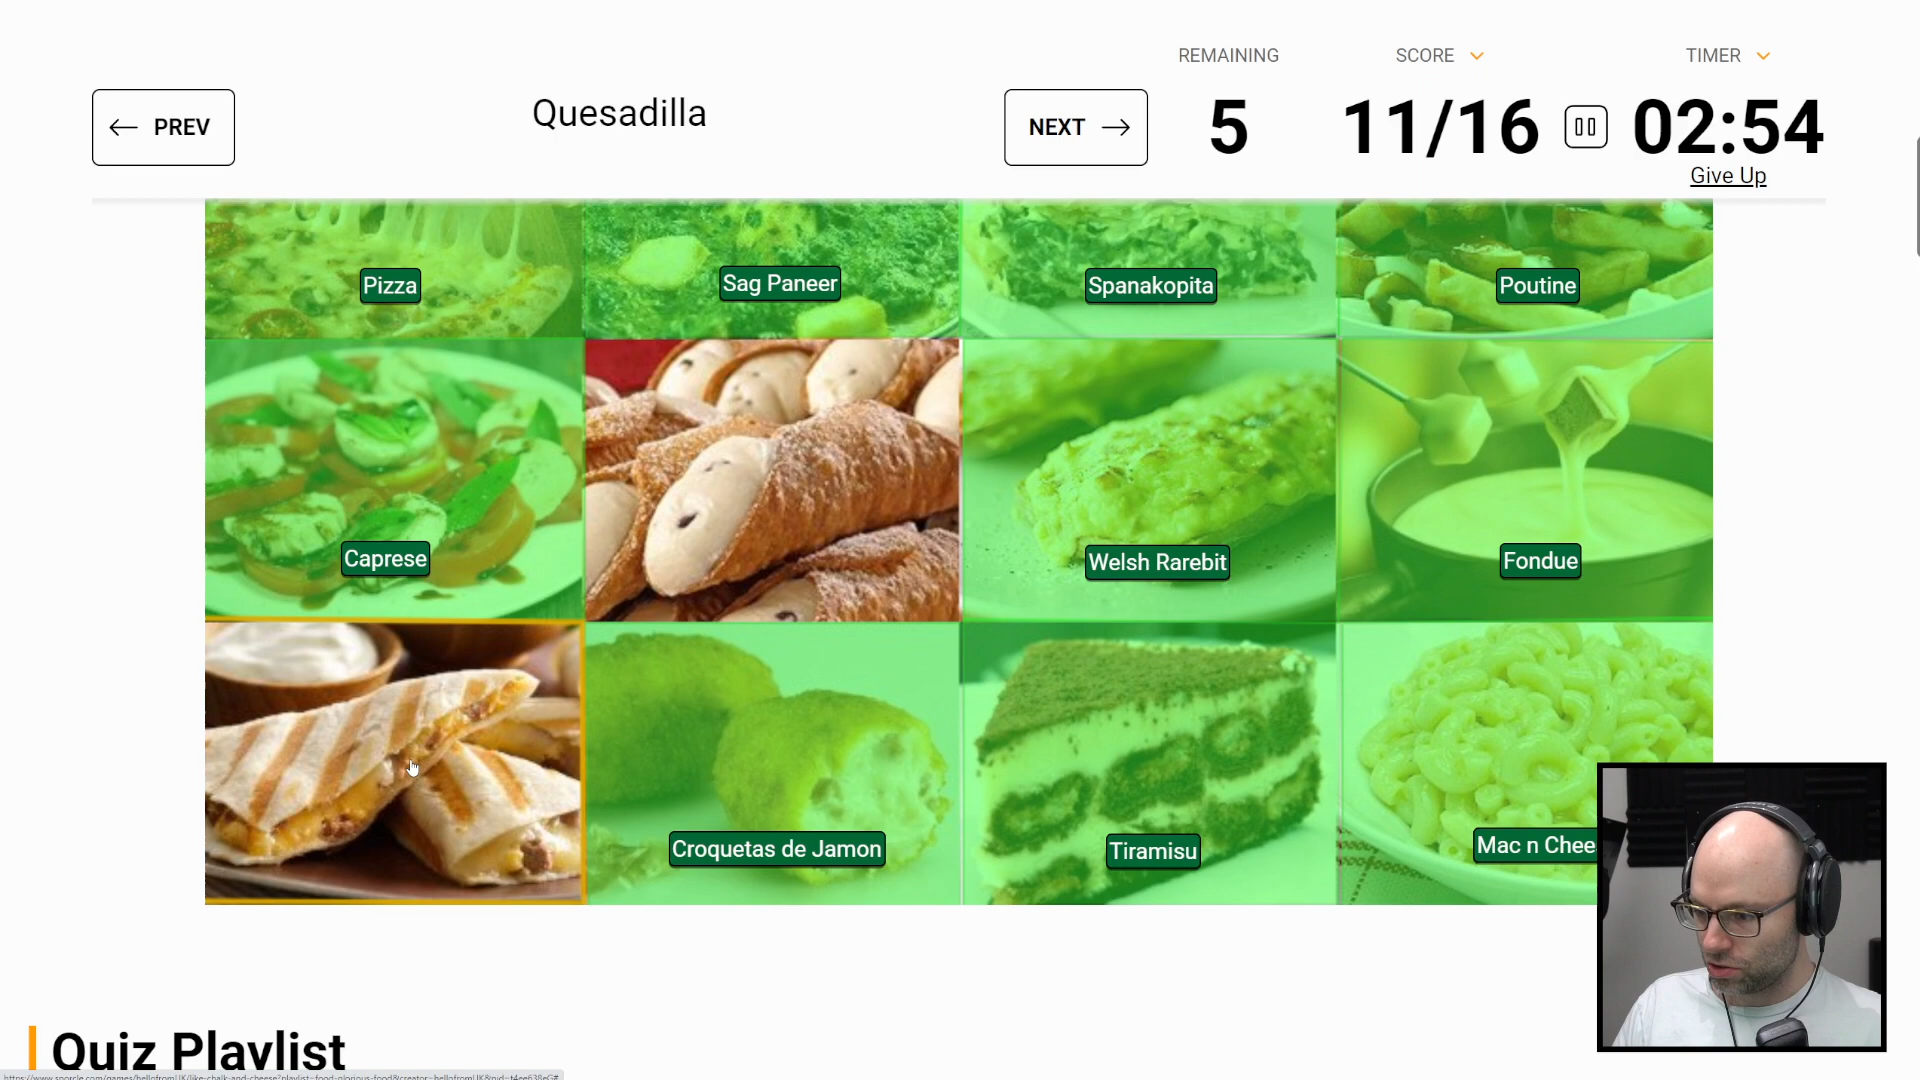 REMAINING
SCORE
TIMER
PREV
Quesadilla
NEXT
5
11/16
02:54
Give Up
Pizza
Sag Paneer
Spanakopita
Poutine
Caprese
Welsh Rarebit
Fondue
Croquetas de Jamon
Tiramisu
Mac n Chee
Quiz Playlist